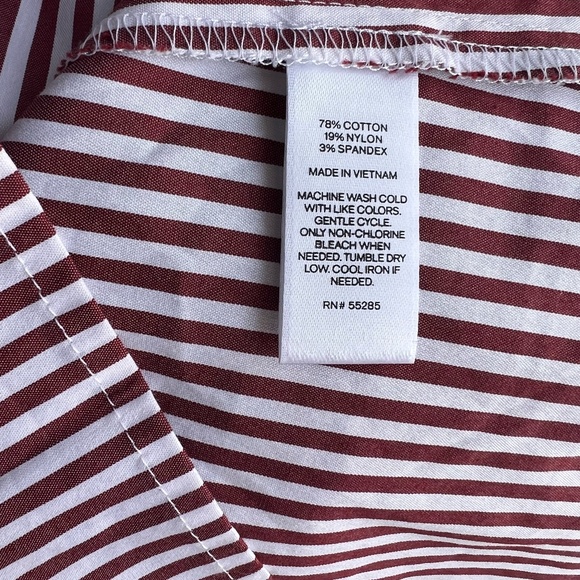 78% COTTON
19% NYLON
3% SPANDEX
MADE IN VIETNAM
MACHINE WASH COLD
WITH LIKE COLORS.
GENTLE CYCLE.
ONLY NON-CHLORINE
BLEACH WHEN
NEEDED. TUMBLE DRY
LOW. COOL IRON IF
NEEDED.
RN# 55285